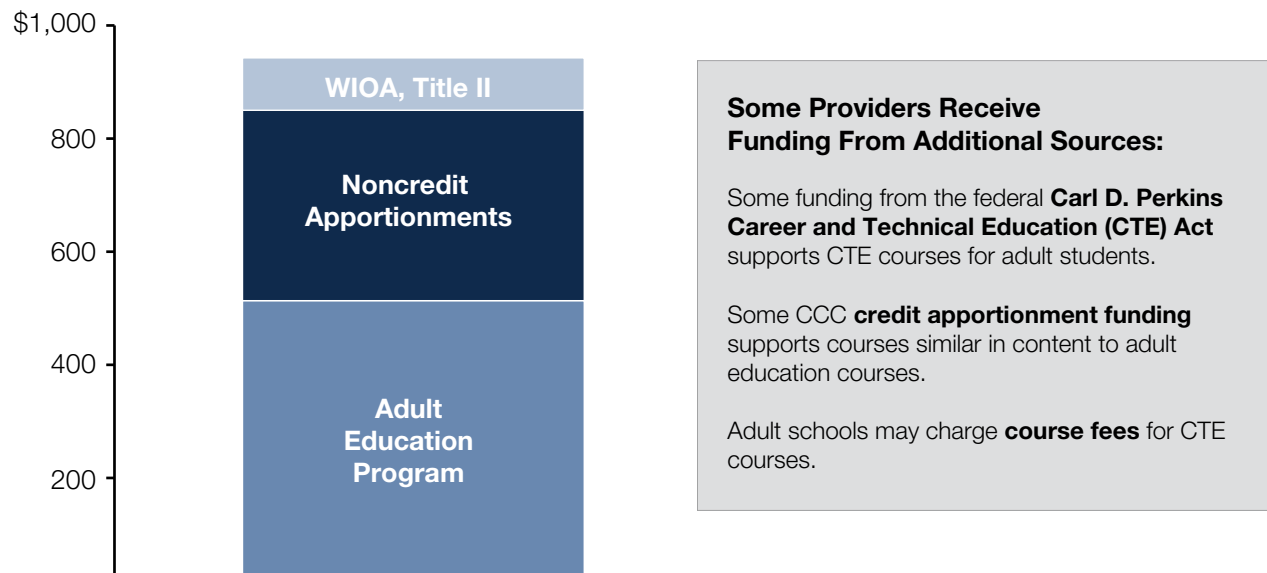 $1,000
800
600
400
200
WIOA, Title II
Noncredit
Apportionments
Adult
Education
Program
Some Providers Receive
Funding From Additional Sources:
Some funding from the federal Carl D. Perkins
Career and Technical Education (CTE) Act
supports CTE courses for adult students.
Some CCC credit apportionment funding
supports courses similar in content to adult
education courses.
Adult schools may charge course fees for CTE
courses.